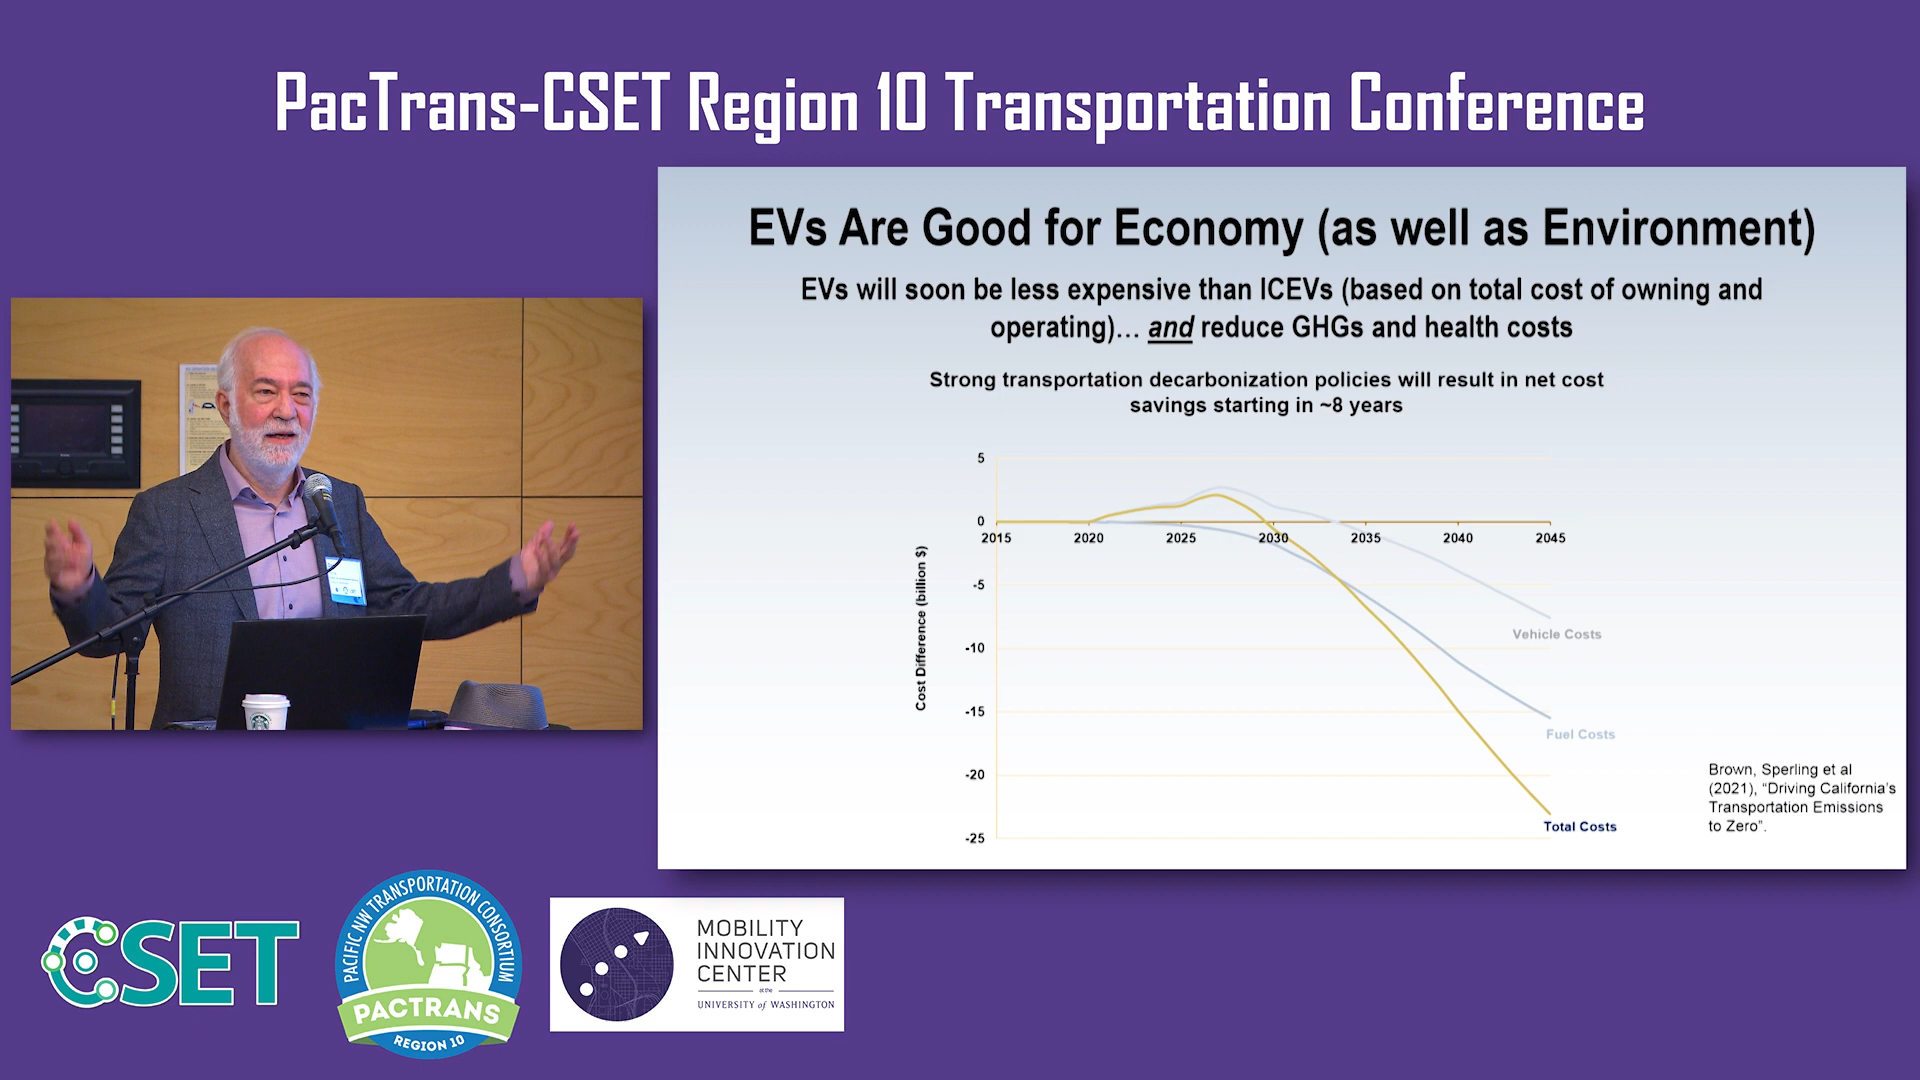 PacTrans-CSET Region 10 Transportation Conference
EVs Are Good for Economy (as well as Environment)
EVs will soon be less expensive than ICEVs (based on total cost of owning and
operating)... and reduce GHGs and health costs
Strong transportation decarbonization policies will result in net cost
savings starting in ~8 years
Cost Difference (billion $)
5
0
-5
-10
-15
-20
-25
2015 2020 2025 2030 2035 2040 2045
Vehicle Costs
Fuel Costs
Total Costs
Brown, Sperling et al
(2021), “Driving California’s
Transportation Emissions
to Zero”.
CSET
PACIFIC NW TRANSPORTATION CONSORTIUM
PACTRANS
REGION 10
MOBILITY
INNOVATION
CENTER
at the
UNIVERSITY of WASHINGTON